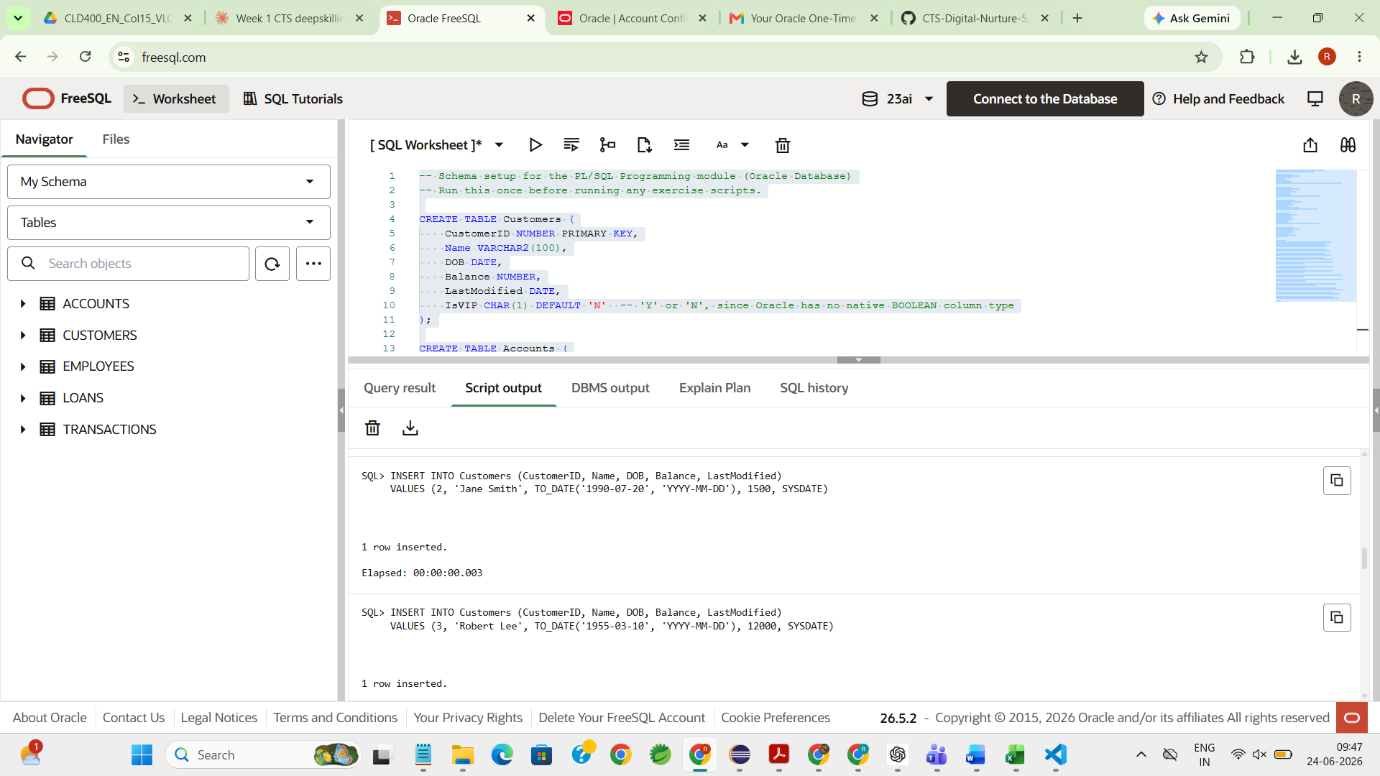 CLD400_EN_Col15_VLC
Week 1 CTS deepskillin
Oracle FreeSQL
Oracle | Account Confi
Your Oracle One-Time
CTS-Digital-Nurture-5.
Ask Gemini
freesql.com
R
FreeSQL
>_ Worksheet
SQL Tutorials
23ai
Connect to the Database
Help and Feedback
R
Navigator
Files
My Schema
Tables
Search objects
ACCOUNTS
CUSTOMERS
EMPLOYEES
LOANS
TRANSACTIONS
[ SQL Worksheet ]*
Aa
1 -- Schema setup for the PL/SQL Programming module (Oracle Database)
2 -- Run this once before running any exercise scripts.
3
4 CREATE TABLE Customers (
5 CustomerID NUMBER PRIMARY KEY,
6 Name VARCHAR2(100),
7 DOB DATE,
8 Balance NUMBER,
9 LastModified DATE,
10 IsVIP CHAR(1) DEFAULT 'N' -- 'Y' or 'N', since Oracle has no native BOOLEAN column type
11 );
12
13 CREATE TABLE Accounts (
Query result
Script output
DBMS output
Explain Plan
SQL history
SQL> INSERT INTO Customers (CustomerID, Name, DOB, Balance, LastModified)
VALUES (2, 'Jane Smith', TO_DATE('1990-07-20', 'YYYY-MM-DD'), 1500, SYSDATE)
1 row inserted.
Elapsed: 00:00:00.003
SQL> INSERT INTO Customers (CustomerID, Name, DOB, Balance, LastModified)
VALUES (3, 'Robert Lee', TO_DATE('1955-03-10', 'YYYY-MM-DD'), 12000, SYSDATE)
1 row inserted.
About Oracle
Contact Us
Legal Notices
Terms and Conditions
Your Privacy Rights
Delete Your FreeSQL Account
Cookie Preferences
26.5.2 - Copyright © 2015, 2026 Oracle and/or its affiliates All rights reserved
1
Search
ENG
IN
09:47
24-06-2026